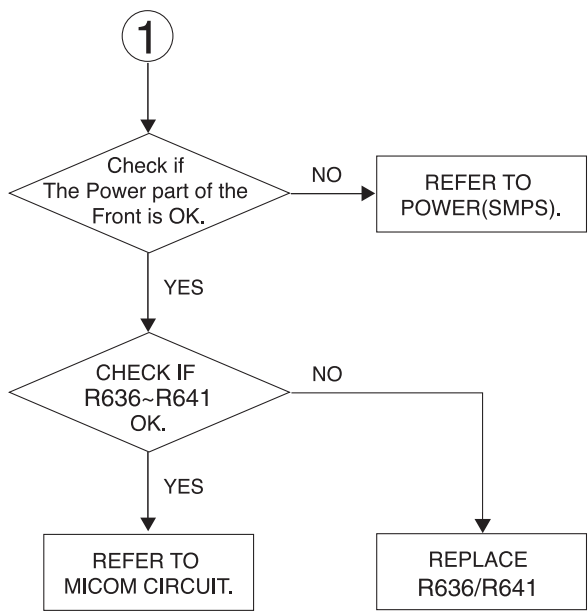 1
Check if
The Power part of the
Front is OK.
NO
REFER TO
POWER(SMPS).
YES
CHECK IF
R636~R641
OK.
NO
YES
REFER TO
MICOM CIRCUIT.
REPLACE
R636/R641